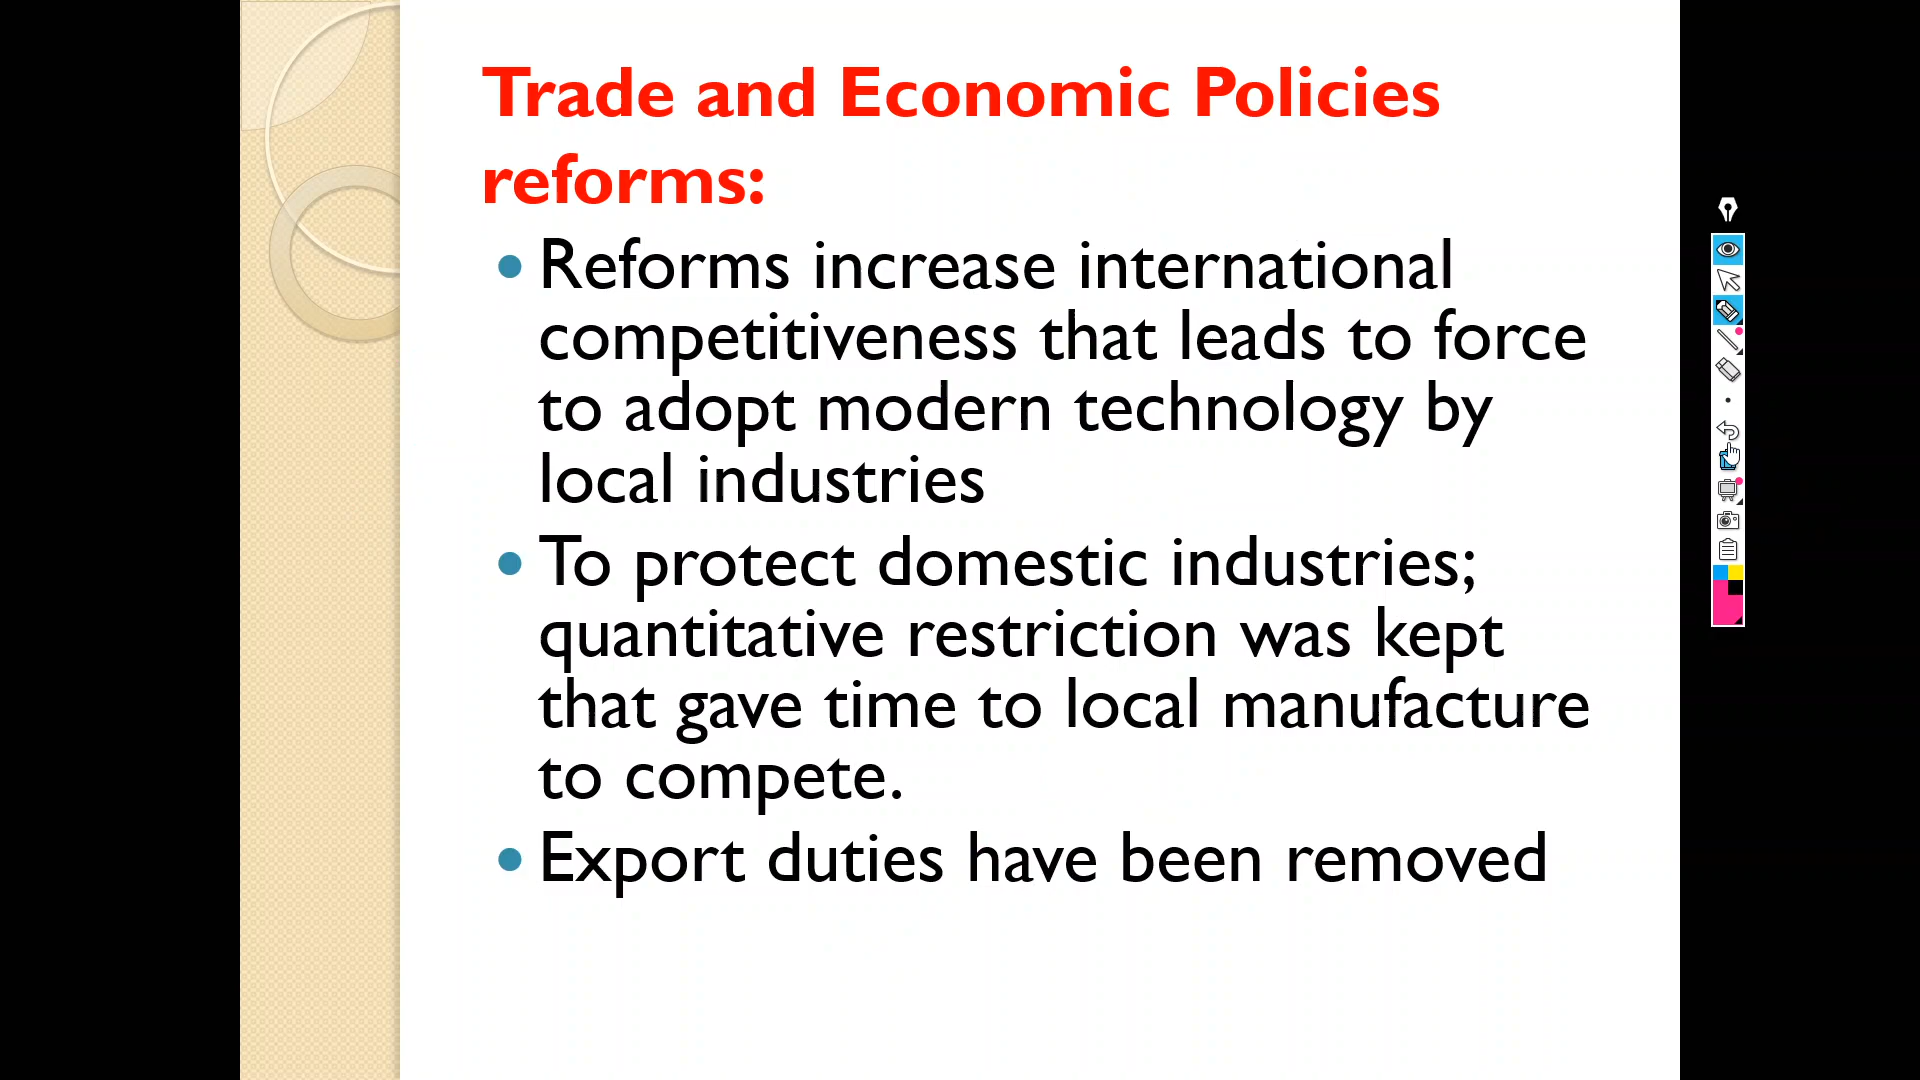 Trade and Economic Policies
reforms:
• Reforms increase international
competitiveness that leads to force
to adopt modern technology by
local industries
• To protect domestic industries;
quantitative restriction was kept
that gave time to local manufacture
to compete.
• Export duties have been removed